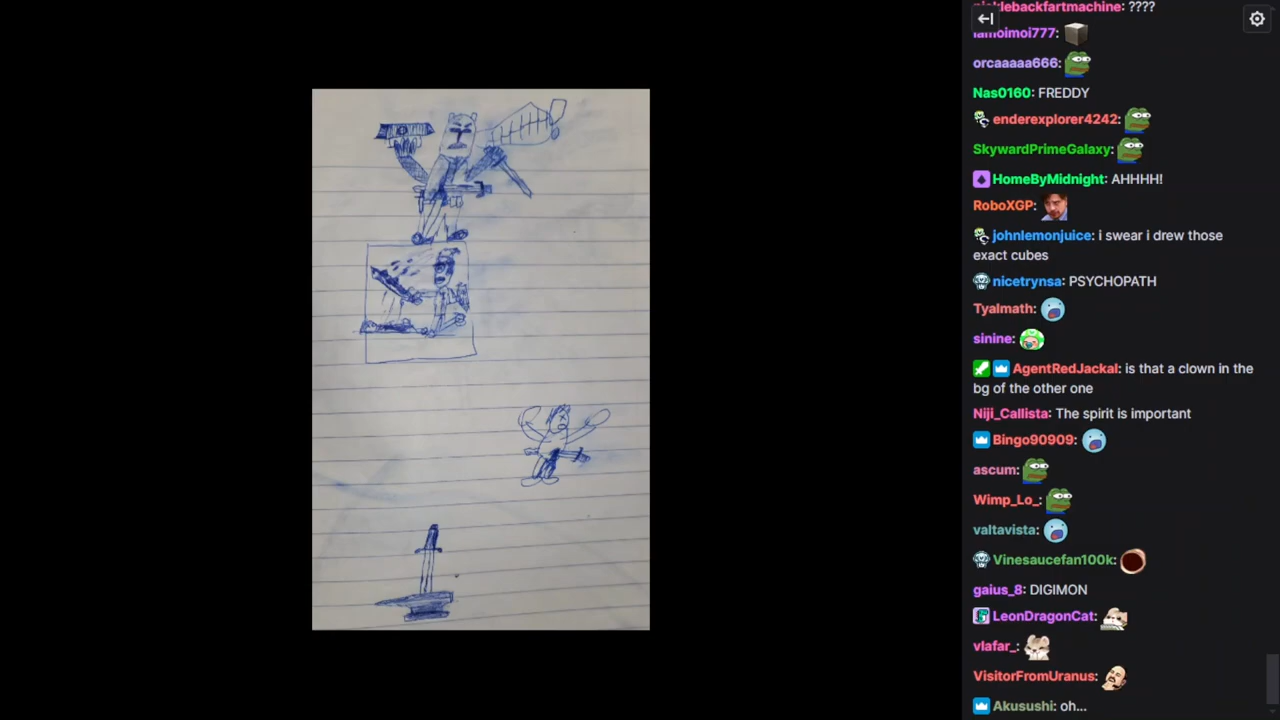 picklebackfartmachine: ????
iamoimoi777:
orcaaaaa666:
Nas0160: FREDDY
enderexplorer4242:
SkywardPrimeGalaxy:
HomeByMidnight: AHHHH!
RoboXGP:
johnlemonjuice: i swear i drew those
exact cubes
nicetrynsa: PSYCHOPATH
Tyalmath:
sinine:
AgentRedJackal: is that a clown in the
bg of the other one
Niji_Callista: The spirit is important
Bingo90909:
ascum:
Wimp_Lo_:
valtavista:
Vinesaucefan100k:
gaius_8: DIGIMON
LeonDragonCat:
vlafar_:
VisitorFromUranus:
Akusushi: oh...